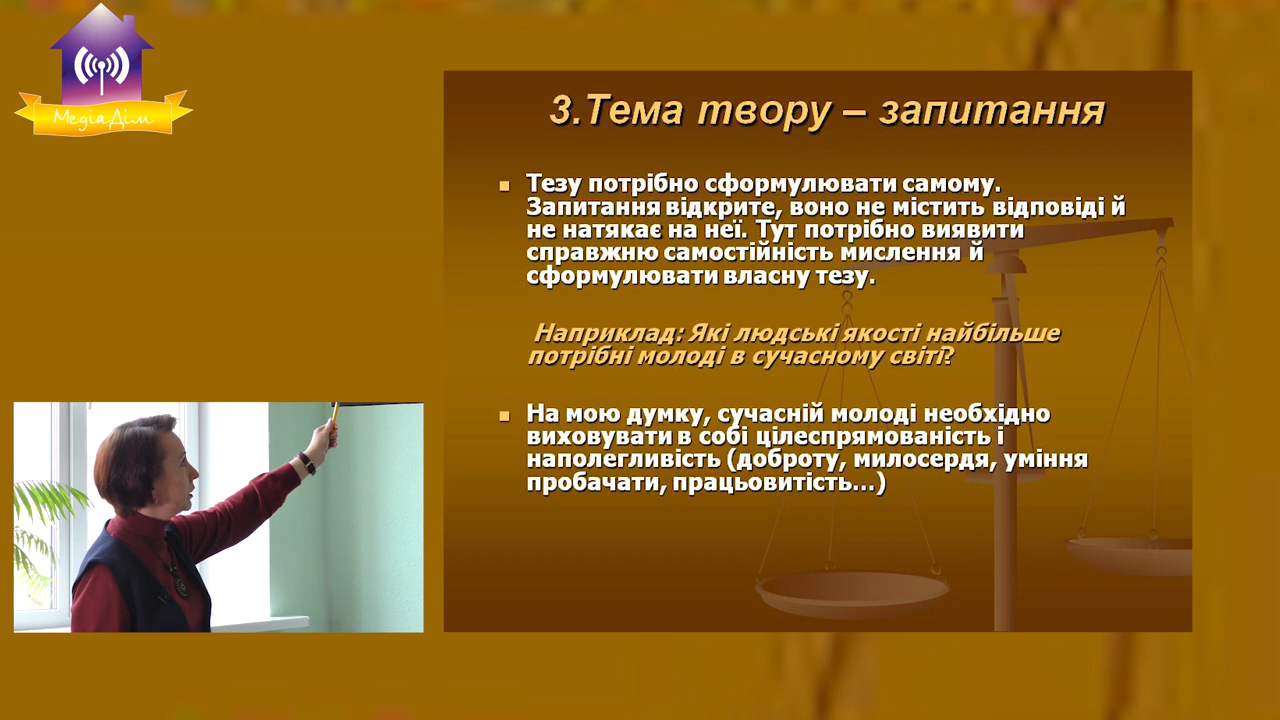 МедіаДім
3.Тема твору – запитання
Тезу потрібно сформулювати самому.
Запитання відкрите, воно не містить відповіді й
не натякає на неї. Тут потрібно виявити
справжню самостійність мислення й
сформулювати власну тезу.
Наприклад: Які людські якості найбільше
потрібні молоді в сучасному світі?
На мою думку, сучасній молоді необхідно
виховувати в собі цілеспрямованість і
наполегливість (доброту, милосердя, уміння
пробачати, працьовитість...)